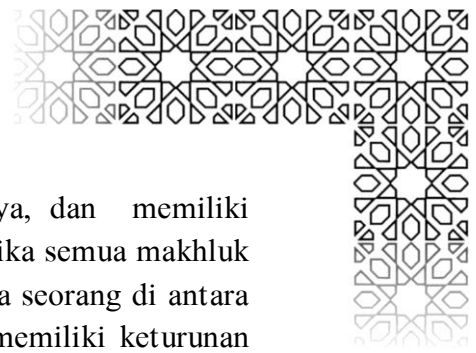 ya, dan memiliki
ika semua makhluk
a seorang di antara
memiliki keturunan